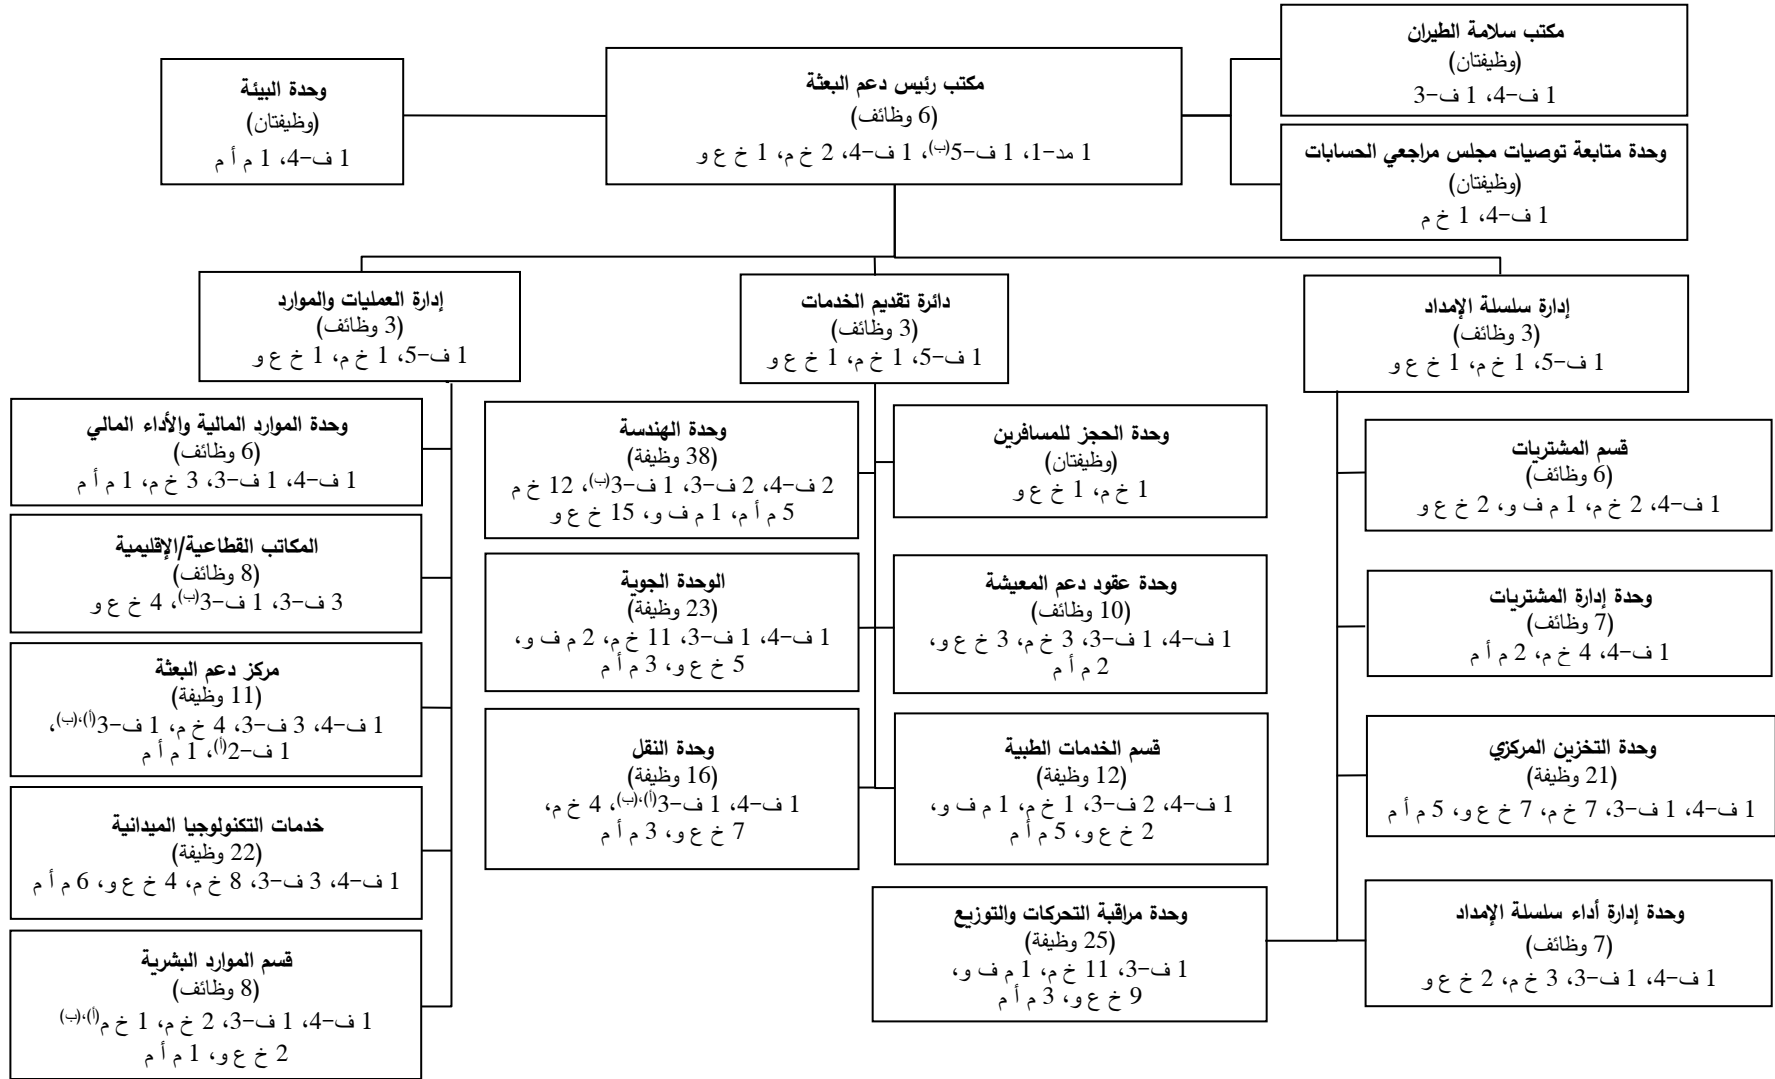 مكتب سلامة الطيران
(وظيفتان)
1 ف-4، 1 ف-3
مكتب رئيس دعم البعثة
(6 وظائف)
1 مد-1، 1 ف-5(ب)، 1 ف-4، 2 خ م، 1 خ ع و
وحدة البيئة
(وظيفتان)
1 ف-4، 1 م أ م
وحدة متابعة توصيات مجلس مراجعي الحسابات
(وظيفتان)
1 ف-4، 1 خ م
إدارة سلسلة الإمداد
(3 وظائف)
1 ف-5، 1 خ م، 1 خ ع و
دائرة تقديم الخدمات
(3 وظائف)
1 ف-5، 1 خ م، 1 خ ع و
إدارة العمليات والموارد
(3 وظائف)
1 ف-5، 1 خ م، 1 خ ع و
قسم المشتريات
(6 وظائف)
1 ف-4، 2 خ م، 1 م ف و، 2 خ ع و
وحدة إدارة المشتريات
(7 وظائف)
1 ف-4، 4 خ م، 2 م أ م
وحدة التخزين المركزي
(21 وظيفة)
1 ف-4، 1 ف-3، 7 خ م، 7 خ ع و، 5 م أ م
وحدة إدارة أداء سلسلة الإمداد
(7 وظائف)
1 ف-4، 1 ف-3، 3 خ م، 2 خ ع و
وحدة مراقبة التحركات والتوزيع
(25 وظيفة)
1 ف-3، 11 خ م، 1 م ف و،
9 خ ع و، 3 م أ م
وحدة الحجز للمسافرين
(وظيفتان)
1 خ م، 1 خ ع و
وحدة عقود دعم المعيشة
(10 وظائف)
1 ف-4، 1 ف-3، 3 خ م، 3 خ ع و،
2 م أ م
قسم الخدمات الطبية
(12 وظيفة)
1 ف-4، 2 ف-3، 1 خ م، 1 م ف و،
2 خ ع و، 5 م أ م
وحدة الهندسة
(38 وظيفة)
2 ف-4، 2 ف-3، 1 ف-3(ب)، 12 خ م
5 م أ م، 1 م ف و، 15 خ ع و
الوحدة الجوية
(23 وظيفة)
1 ف-4، 1 ف-3، 11 خ م، 2 م ف و،
5 خ ع و، 3 م أ م
وحدة النقل
(16 وظيفة)
1 ف-4، 1 ف-3(أ)،(ب)، 4 خ م،
7 خ ع و، 3 م أ م
وحدة الموارد المالية والأداء المالي
(6 وظائف)
1 ف-4، 1 ف-3، 3 خ م، 1 م أ م
المكاتب القطاعية/الإقليمية
(8 وظائف)
3 ف-3، 1 ف-3(ب)، 4 خ ع و
مركز دعم البعثة
(11 وظيفة)
1 ف-4، 3 ف-3، 4 خ م، 1 ف-3(أ)،(ب)،
1 ف-2(أ)، 1 م أ م
خدمات التكنولوجيا الميدانية
(22 وظيفة)
1 ف-4، 3 ف-3، 8 خ م، 4 خ ع و، 6 م أ م
قسم الموارد البشرية
(8 وظائف)
1 ف-4، 1 ف-3، 2 خ م، 1 خ م(أ)،(ب)
2 خ ع و، 1 م أ م